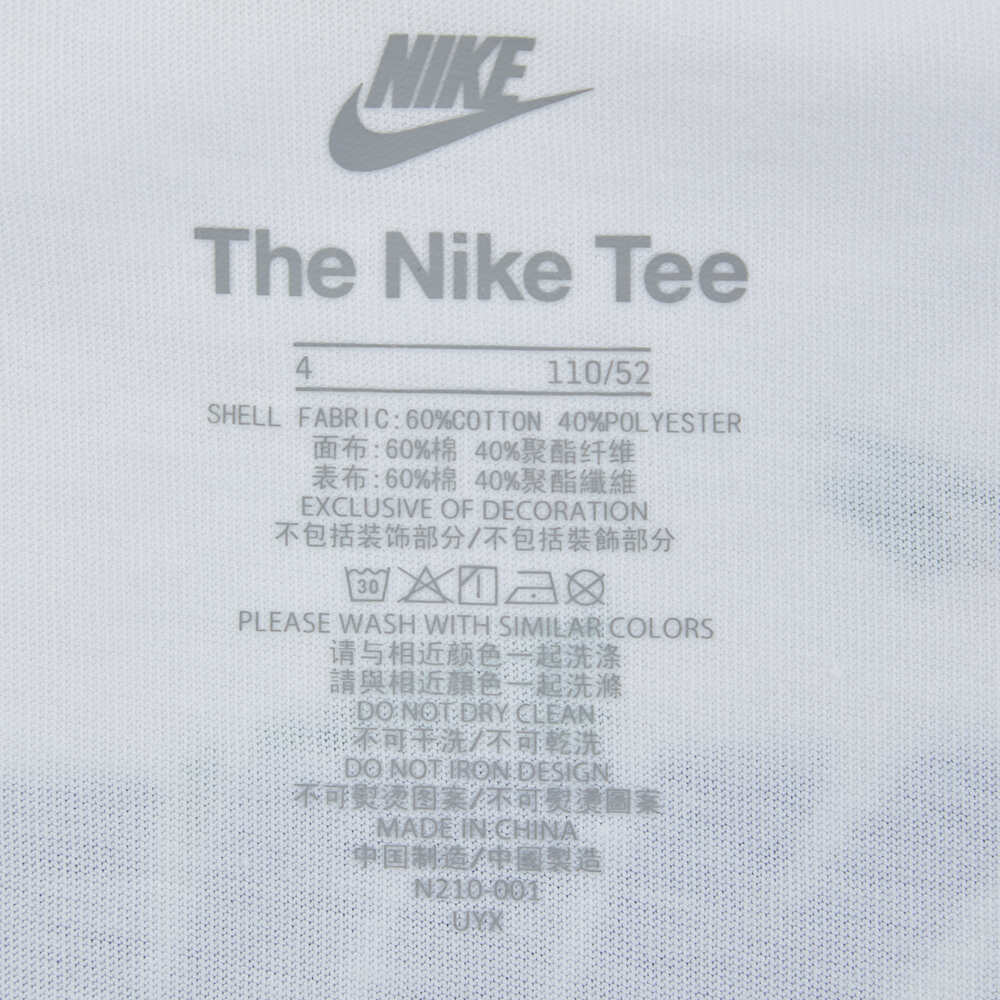 NIKE
The Nike Tee
4 110/52
SHELL FABRIC:60%COTTON 40%POLYESTER
面布:60%棉 40%聚酯纤维
表布:60%棉 40%聚酯纖維
EXCLUSIVE OF DECORATION
不包括装饰部分/不包括裝飾部分
30
PLEASE WASH WITH SIMILAR COLORS
请与相近颜色一起洗涤
請與相近顏色一起洗滌
DO NOT DRY CLEAN
不可干洗/不可乾洗
DO NOT IRON DESIGN
不可熨烫图案/不可熨燙圖案
MADE IN CHINA
中国制造/中國製造
N210-001
UYX